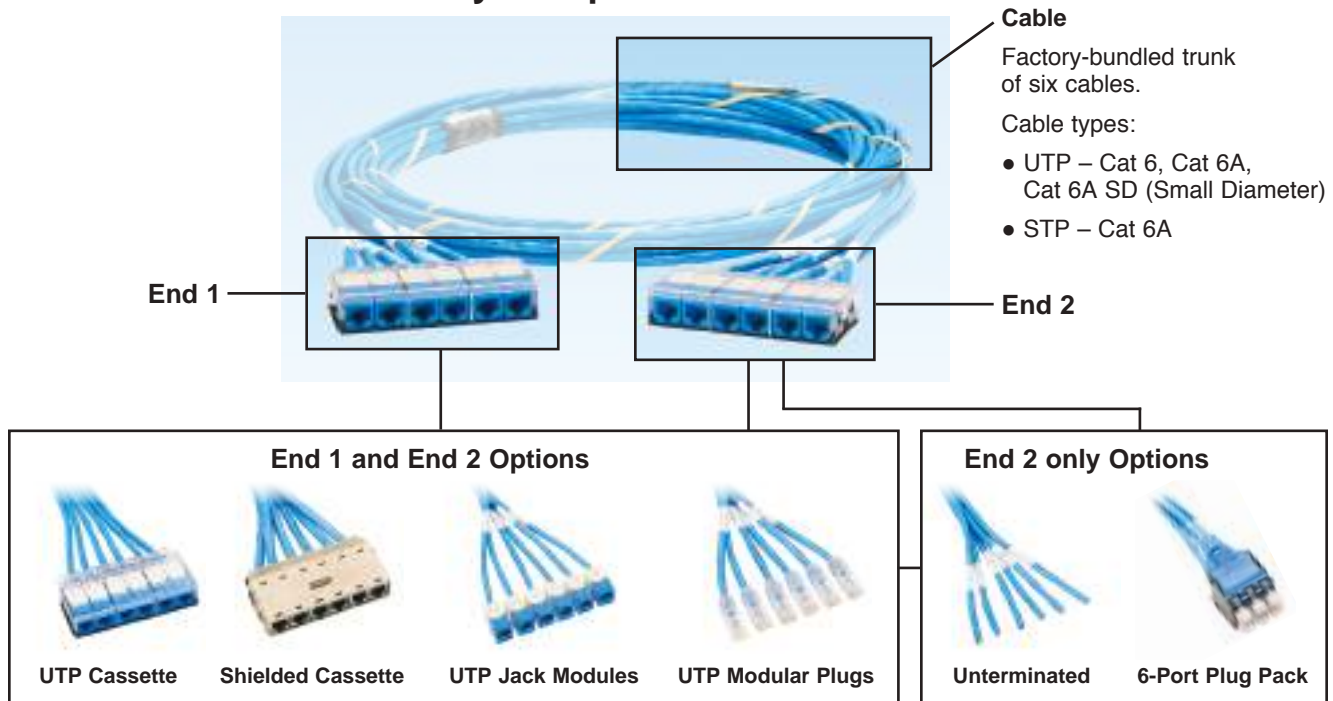 Cable
Factory-bundled trunk
of six cables.
Cable types:
● UTP – Cat 6, Cat 6A,
Cat 6A SD (Small Diameter)
● STP – Cat 6A
End 1
End 2
End 1 and End 2 Options
End 2 only Options
UTP Cassette
Shielded Cassette
UTP Jack Modules
UTP Modular Plugs
Unterminated
6-Port Plug Pack